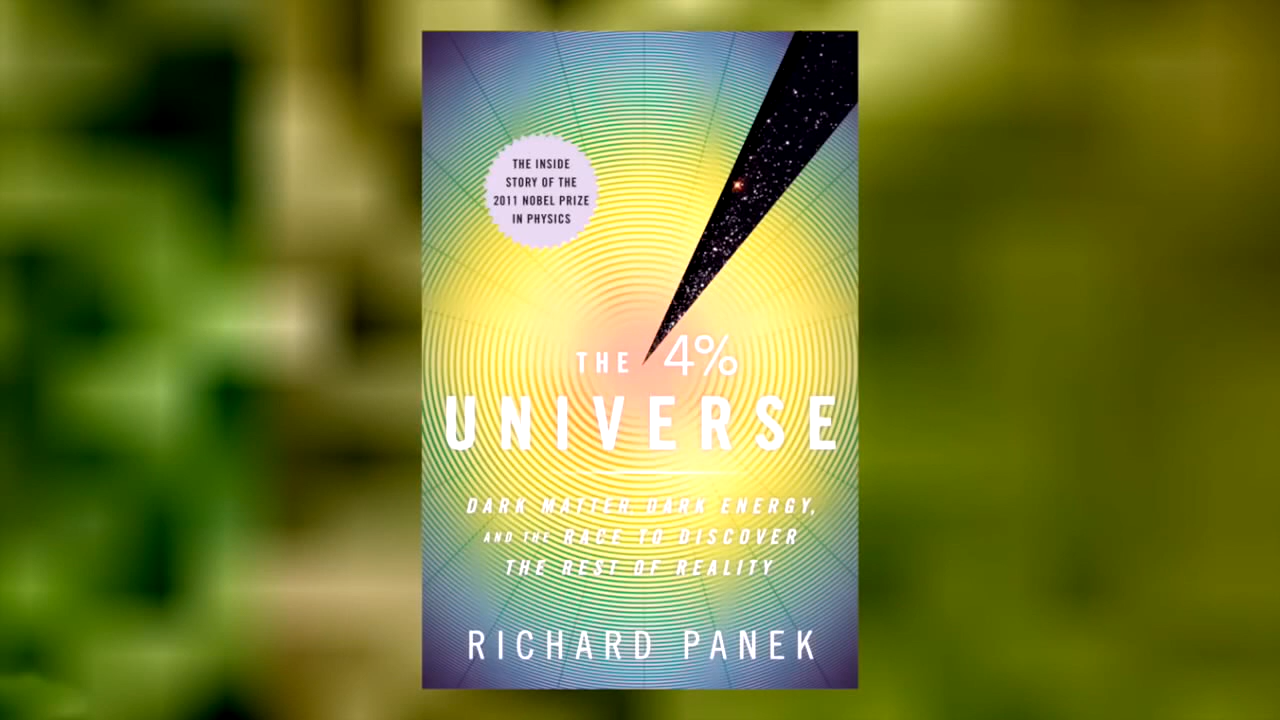 THE INSIDE
STORY OF THE
2011 NOBEL PRIZE
IN PHYSICS
THE 4%
UNIVERSE
DARK MATTER, DARK ENERGY,
AND THE RACE TO DISCOVER
THE REST OF REALITY
RICHARD PANEK